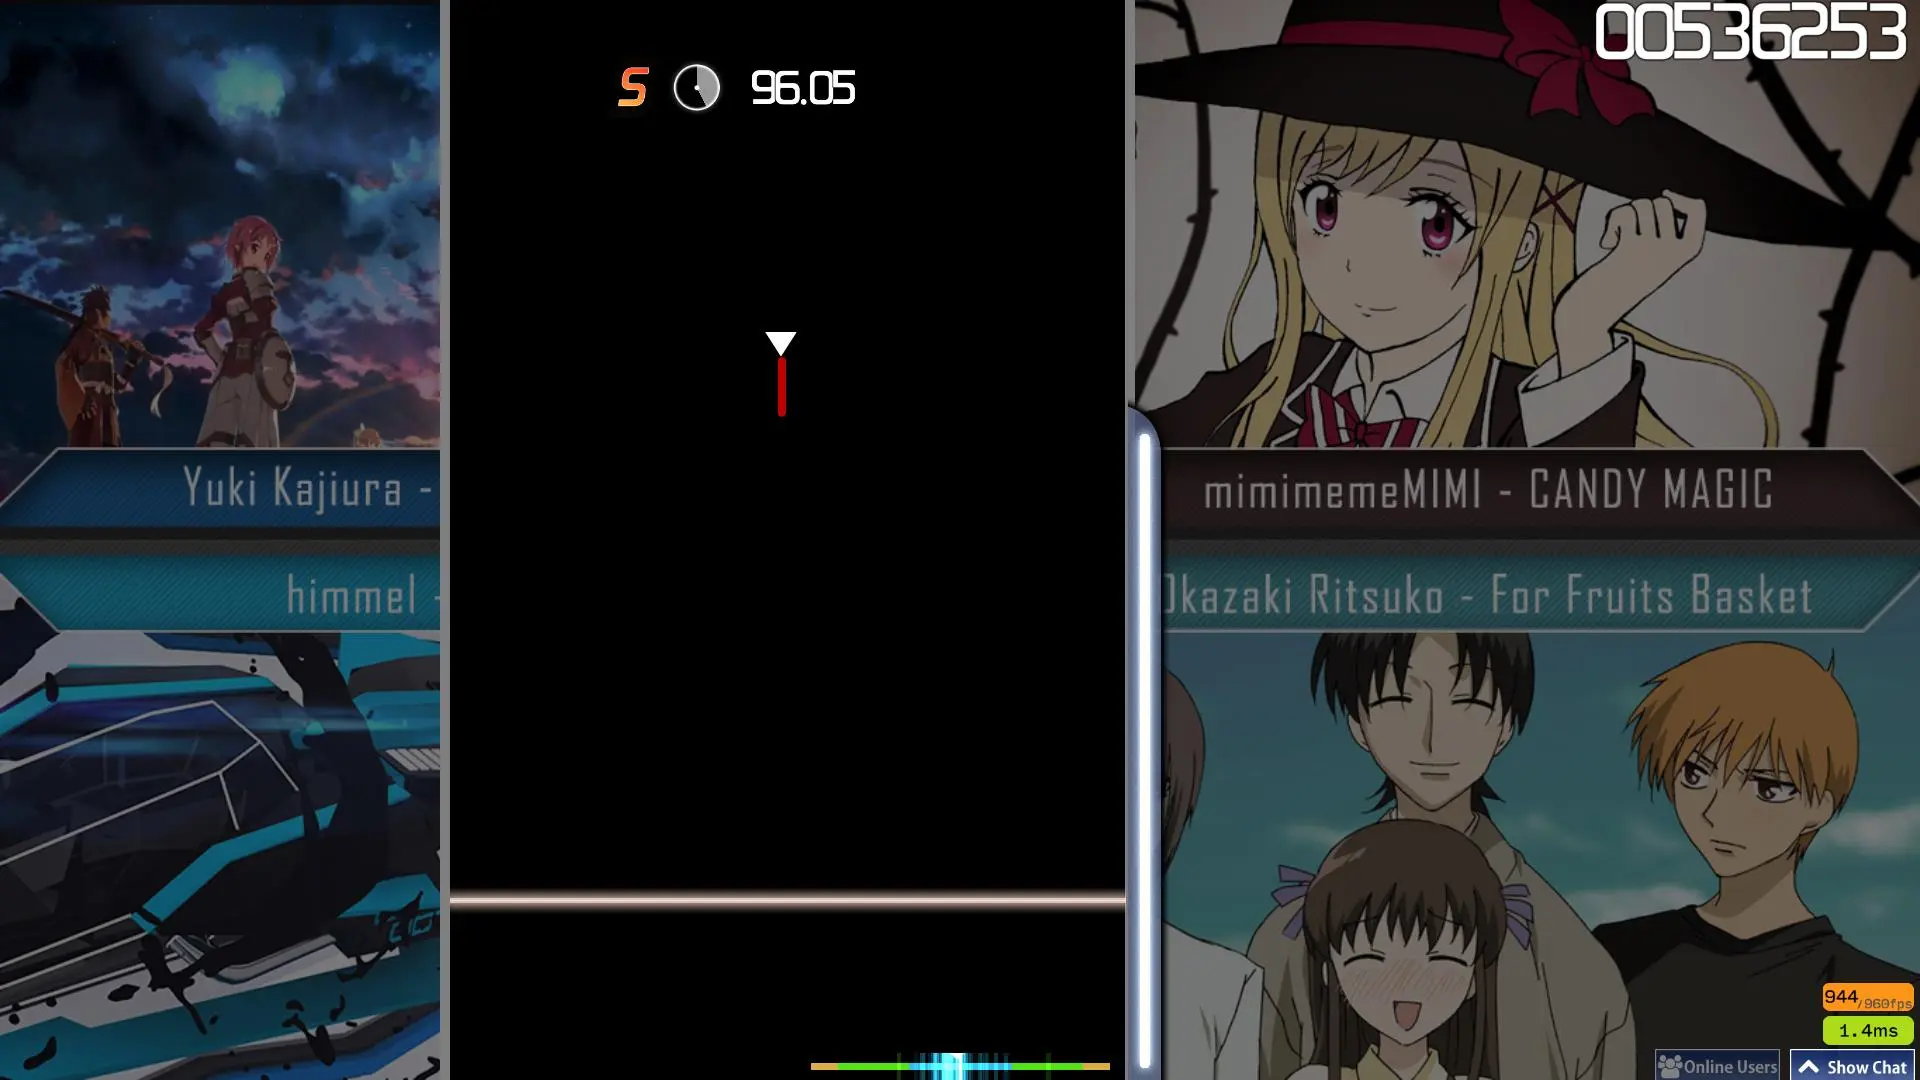 00536253
S 96.05
Yuki Kajiura -
mimimemeMIMI - CANDY MAGIC
himmel -
Okazaki Ritsuko - For Fruits Basket
944/960fps
1.4ms
Online Users
Show Chat